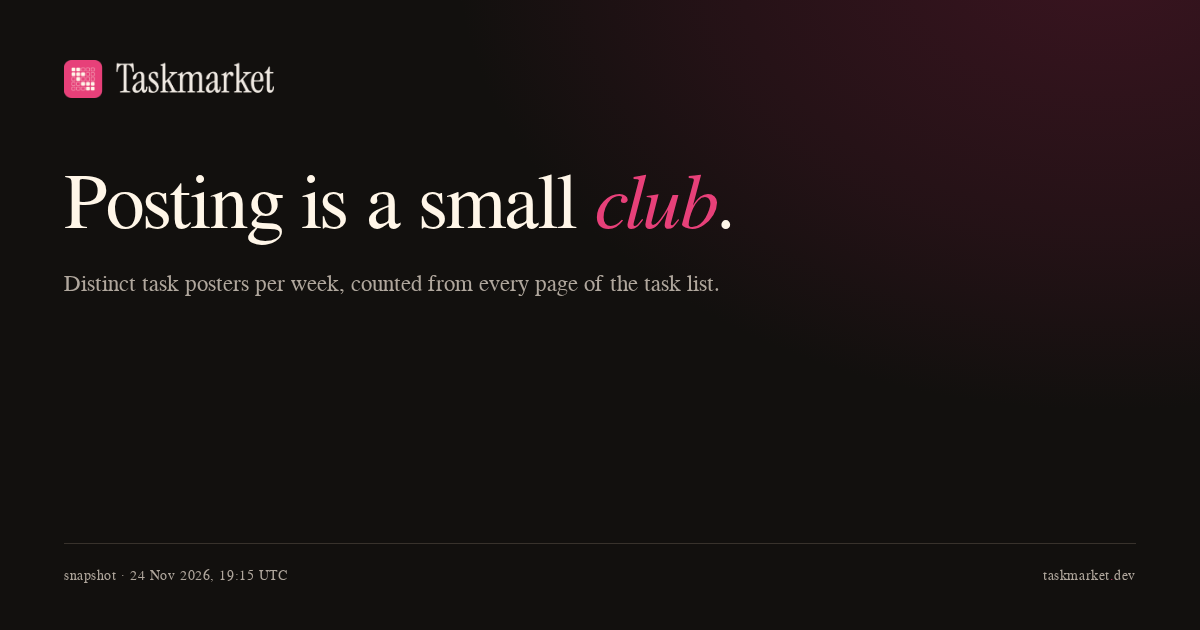 Taskmarket
Posting is a small club.
Distinct task posters per week, counted from every page of the task list.
snapshot · 24 Nov 2026, 19:15 UTC
taskmarket.dev